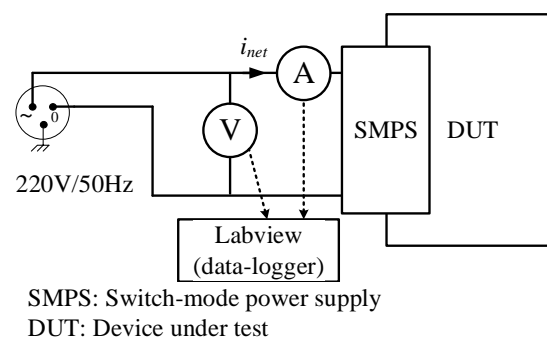 i_net
A
~
0
V
SMPS
DUT
220V/50Hz
Labview
(data-logger)
SMPS: Switch-mode power supply
DUT: Device under test